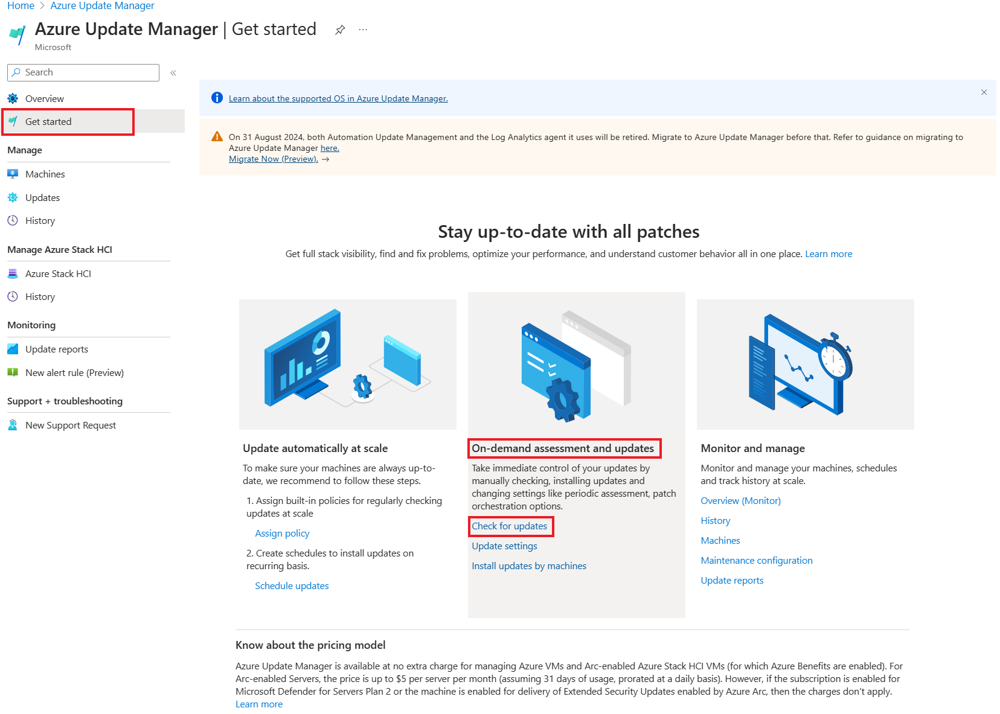 Home > Azure Update Manager
Azure Update Manager | Get started
Microsoft
Search
Overview
Get started
Manage
Machines
Updates
History
Manage Azure Stack HCI
Azure Stack HCI
History
Monitoring
Update reports
New alert rule (Preview)
Support + troubleshooting
New Support Request
Learn about the supported OS in Azure Update Manager.
On 31 August 2024, both Automation Update Management and the Log Analytics agent it uses will be retired. Migrate to Azure Update Manager before that. Refer to guidance on migrating to
Azure Update Manager here.
Migrate Now (Preview). →
Stay up-to-date with all patches
Get full stack visibility, find and fix problems, optimize your performance, and understand customer behavior all in one place. Learn more
Update automatically at scale
To make sure your machines are always up-to-
date, we recommend to follow these steps.
1. Assign built-in policies for regularly checking
updates at scale
Assign policy
2. Create schedules to install updates on
recurring basis.
Schedule updates
On-demand assessment and updates
Take immediate control of your updates by
manually checking, installing updates and
changing settings like periodic assessment, patch
orchestration options.
Check for updates
Update settings
Install updates by machines
Monitor and manage
Monitor and manage your machines, schedules
and track history at scale.
Overview (Monitor)
History
Machines
Maintenance configuration
Update reports
Know about the pricing model
Azure Update Manager is available at no extra charge for managing Azure VMs and Arc-enabled Azure Stack HCI VMs (for which Azure Benefits are enabled). For
Arc-enabled Servers, the price is up to $5 per server per month (assuming 31 days of usage, prorated at a daily basis). However, if the subscription is enabled for
Microsoft Defender for Servers Plan 2 or the machine is enabled for delivery of Extended Security Updates enabled by Azure Arc, then the charges don't apply.
Learn more